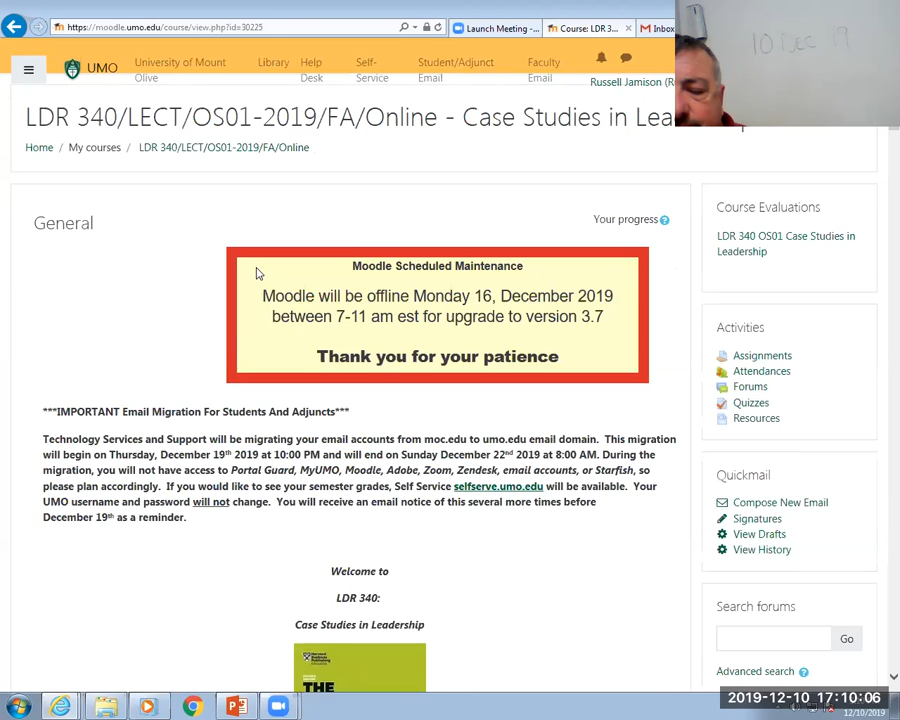 https://moodle.umo.edu/course/view.php?id=30225
Launch Meeting -...
Course: LDR 3...
Inbox
10 DEC 19
UMO
University of Mount Olive
Library
Help Desk
Self-Service
Student/Adjunct Email
Faculty Email
Russell Jamison (R
LDR 340/LECT/OS01-2019/FA/Online - Case Studies in Lea
Home / My courses / LDR 340/LECT/OS01-2019/FA/Online
General
Your progress
Moodle Scheduled Maintenance
Moodle will be offline Monday 16, December 2019
between 7-11 am est for upgrade to version 3.7
Thank you for your patience
***IMPORTANT Email Migration For Students And Adjuncts***
Technology Services and Support will be migrating your email accounts from moc.edu to umo.edu email domain. This migration
will begin on Thursday, December 19th 2019 at 10:00 PM and will end on Sunday December 22nd 2019 at 8:00 AM. During the
migration, you will not have access to Portal Guard, MyUMO, Moodle, Adobe, Zoom, Zendesk, email accounts, or Starfish, so
please plan accordingly. If you would like to see your semester grades, Self Service selfserve.umo.edu will be available. Your
UMO username and password will not change. You will receive an email notice of this several more times before
December 19th as a reminder.
Welcome to
LDR 340:
Case Studies in Leadership
Harvard Business Publishing
THE
Course Evaluations
LDR 340 OS01 Case Studies in
Leadership
Activities
Assignments
Attendances
Forums
Quizzes
Resources
Quickmail
Compose New Email
Signatures
View Drafts
View History
Search forums
Go
Advanced search
2019-12-10 17:10:06
12/10/2019